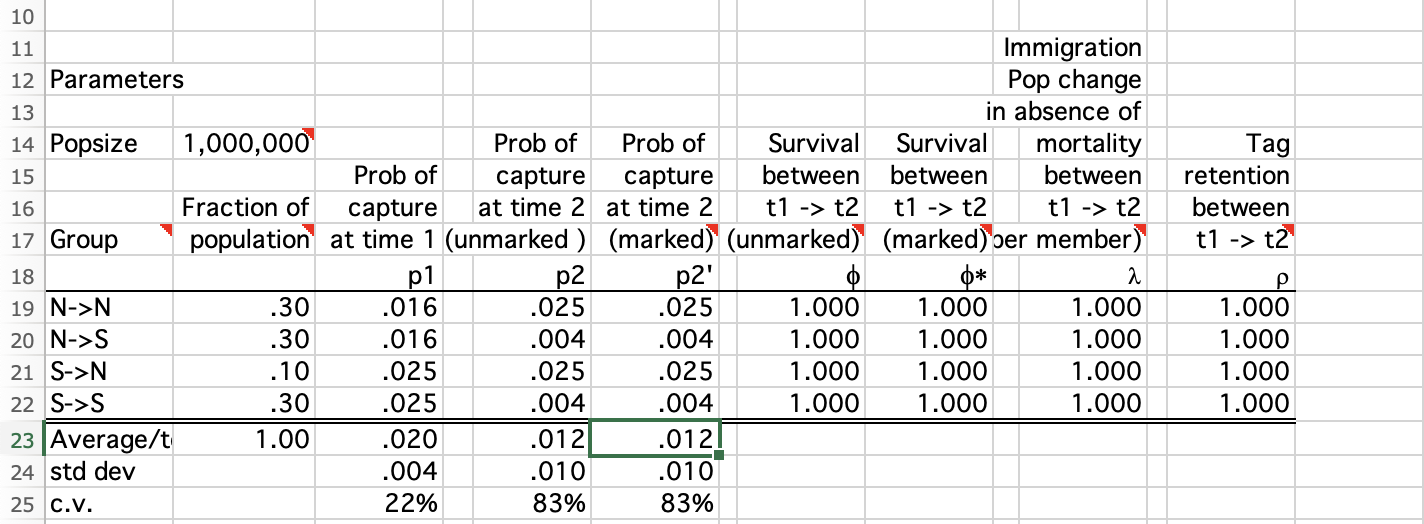 10
11 Immigration
12 Parameters Pop change
13 in absence of
14 Popsize 1,000,000 Prob of Prob of Survival Survival mortality Tag
15 Prob of capture capture between between between retention
16 Fraction of capture at time 2 at time 2 t1 -> t2 t1 -> t2 t1 -> t2 between
17 Group population at time 1 (unmarked ) (marked) (unmarked) (marked) per member) t1 -> t2
18 p1 p2 p2' ϕ ϕ* λ ρ
19 N->N .30 .016 .025 .025 1.000 1.000 1.000 1.000
20 N->S .30 .016 .004 .004 1.000 1.000 1.000 1.000
21 S->N .10 .025 .025 .025 1.000 1.000 1.000 1.000
22 S->S .30 .025 .004 .004 1.000 1.000 1.000 1.000
23 Average/t 1.00 .020 .012 .012
24 std dev .004 .010 .010
25 c.v. 22% 83% 83%